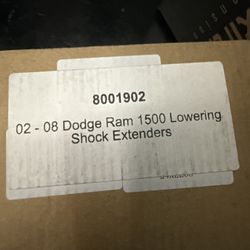 8001902
02 - 08 Dodge Ram 1500 Lowering
Shock Extenders